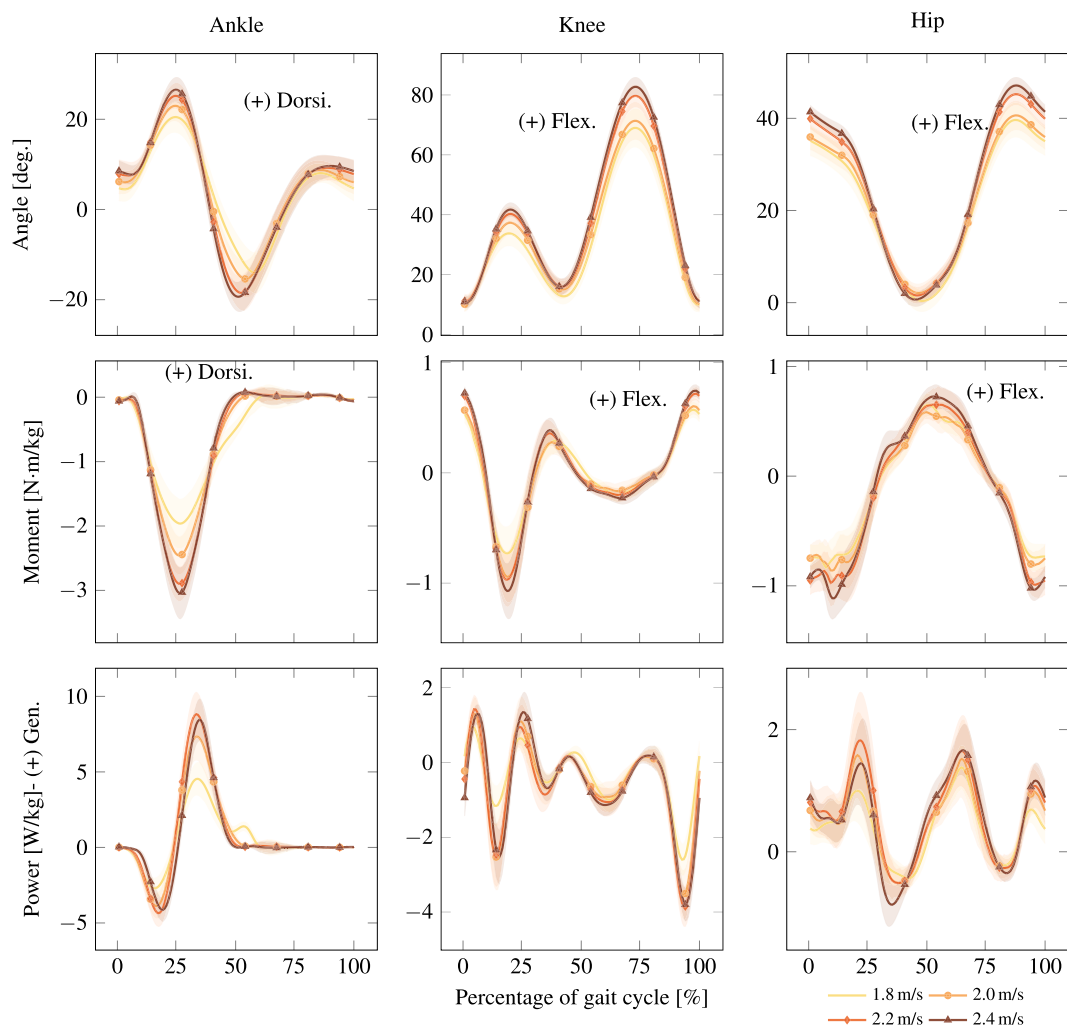 Ankle
Knee
Hip
Angle [deg.]
20
0
−20
(+) Dorsi.
80
60
40
20
0
(+) Flex.
40
20
0
(+) Flex.
Moment [N·m/kg]
0
−1
−2
−3
(+) Dorsi.
1
0
−1
(+) Flex.
1
0
−1
(+) Flex.
Power [W/kg]- (+) Gen.
10
5
0
−5
2
0
−2
−4
2
0
0 25 50 75 100
0 25 50 75 100
0 25 50 75 100
Percentage of gait cycle [%]
1.8 m/s 2.0 m/s
2.2 m/s 2.4 m/s